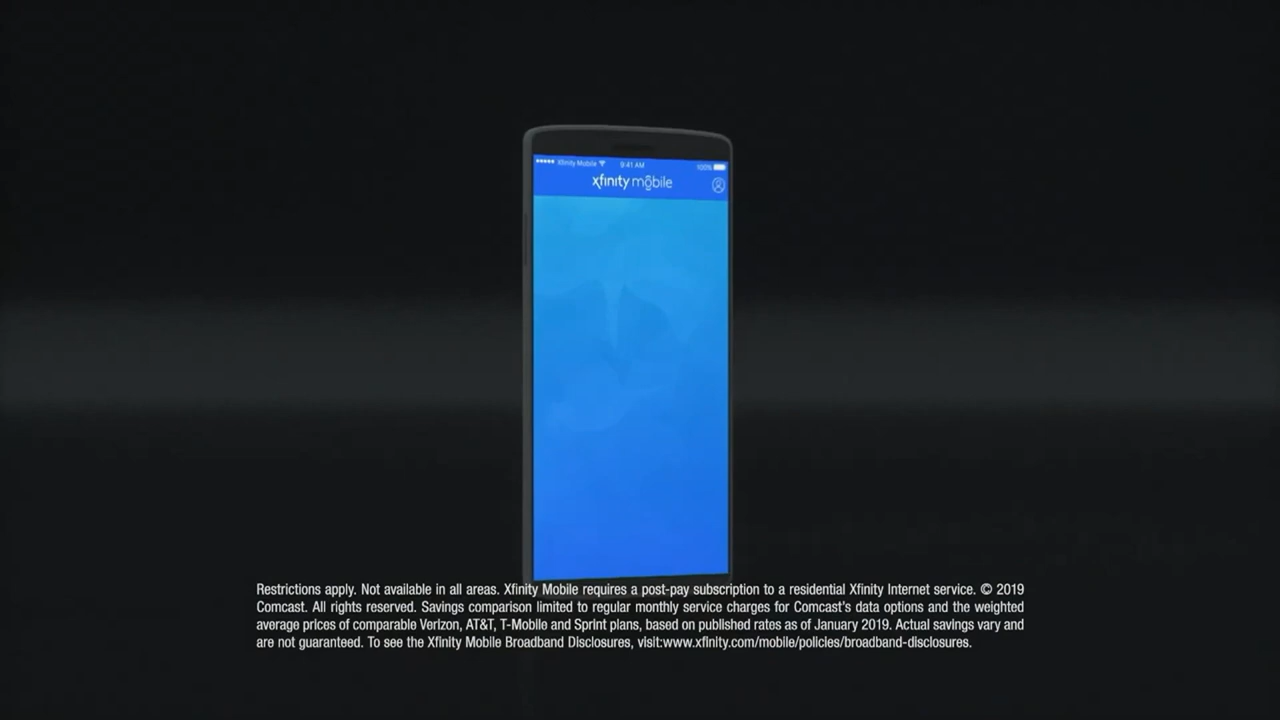 Xfinity Mobile 9:41 AM 100%
xfinity mobile
Restrictions apply. Not available in all areas. Xfinity Mobile requires a post-pay subscription to a residential Xfinity Internet service. © 2019
Comcast. All rights reserved. Savings comparison limited to regular monthly service charges for Comcast's data options and the weighted
average prices of comparable Verizon, AT&T, T-Mobile and Sprint plans, based on published rates as of January 2019. Actual savings vary and
are not guaranteed. To see the Xfinity Mobile Broadband Disclosures, visit:www.xfinity.com/mobile/policies/broadband-disclosures.